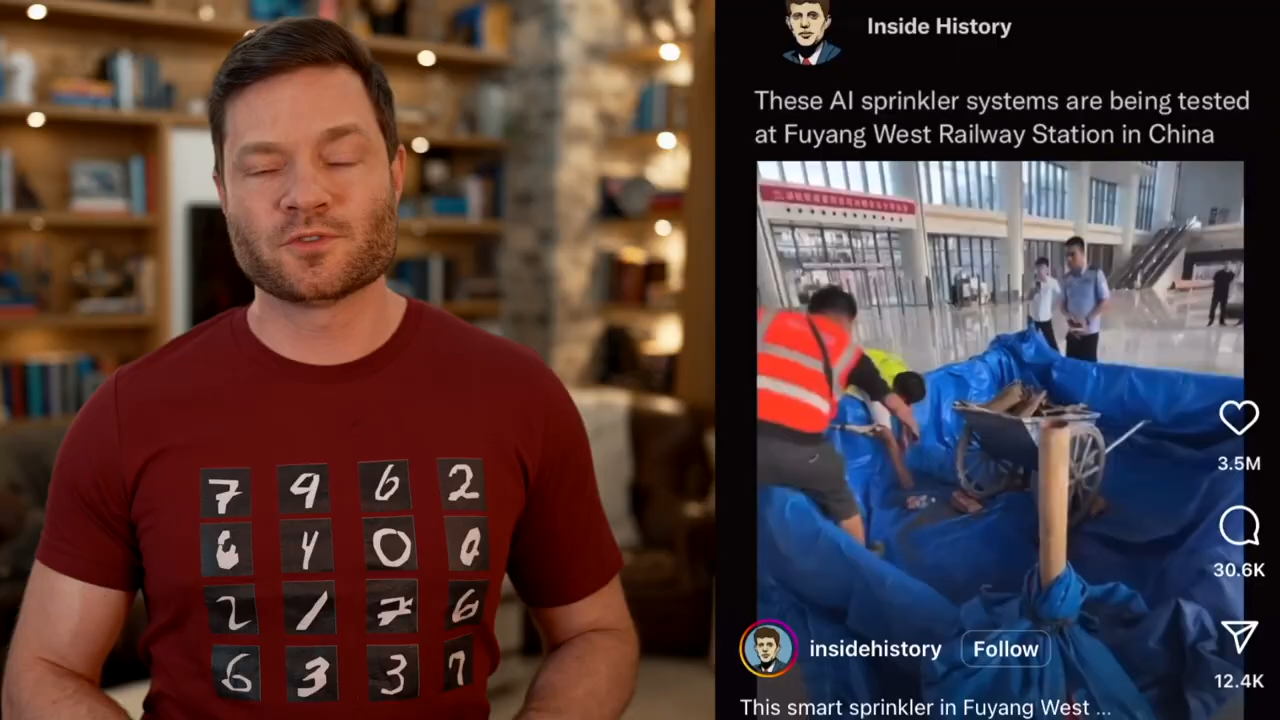 7 9 6 2
6 4 0 0
2 1 7 6
6 3 3 7
Inside History
These AI sprinkler systems are being tested
at Fuyang West Railway Station in China
3.5M
30.6K
12.4K
insidehistory
Follow
This smart sprinkler in Fuyang West ...